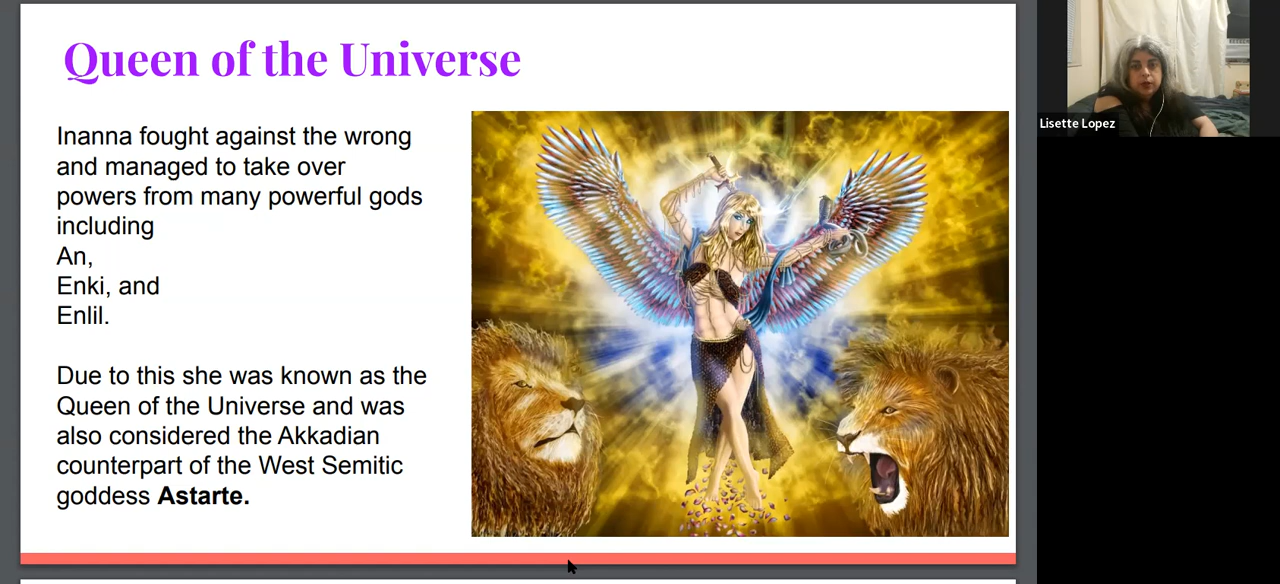 Queen of the Universe
Inanna fought against the wrong
and managed to take over
powers from many powerful gods
including
An,
Enki, and
Enlil.
Due to this she was known as the
Queen of the Universe and was
also considered the Akkadian
counterpart of the West Semitic
goddess Astarte.
Lisette Lopez